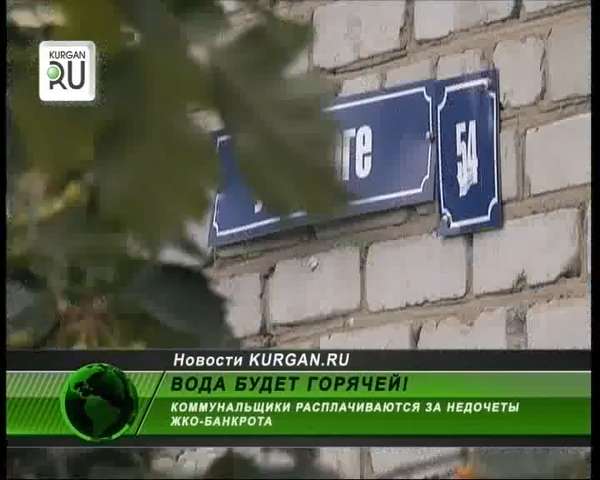 KURGAN
RU
ге
54
Новости KURGAN.RU
ВОДА БУДЕТ ГОРЯЧЕЙ!
КОММУНАЛЬЩИКИ РАСПЛАЧИВАЮТСЯ ЗА НЕДОЧЕТЫ
ЖКО-БАНКРОТА